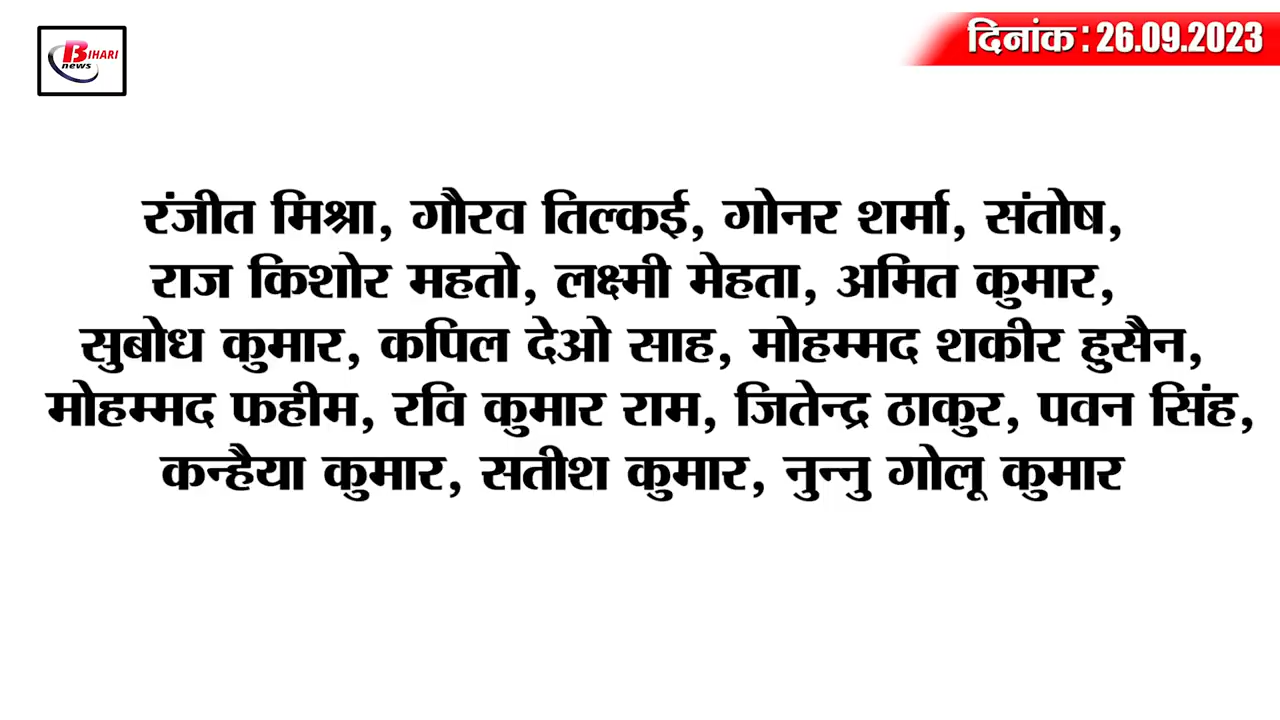 BIHARI
news
दिनांक : 26.09.2023
रंजीत मिश्रा, गौरव तिल्कई, गोनर शर्मा, संतोष,
राज किशोर महतो, लक्ष्मी मेहता, अमित कुमार,
सुबोध कुमार, कपिल देओ साह, मोहम्मद शकीर हुसैन,
मोहम्मद फहीम, रवि कुमार राम, जितेन्द्र ठाकुर, पवन सिंह,
कन्हैया कुमार, सतीश कुमार, नुन्नु गोलू कुमार